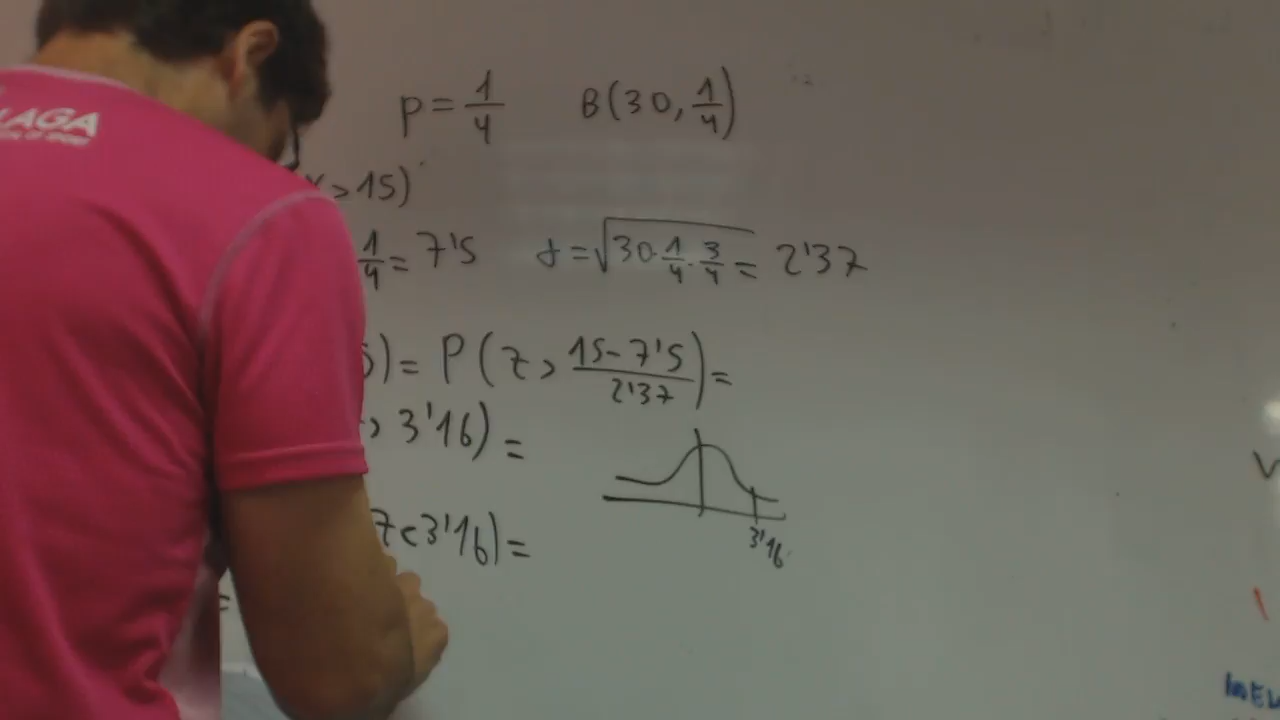 LAGA
p = 1/4 B(30, 1/4)
> 15)
1/4 = 7'5 σ = √30·1/4·3/4 = 2'37
) = P(z > 15 - 7'5 / 2'37) =
> 3'16) =
z < 3'16) =
3'16
=